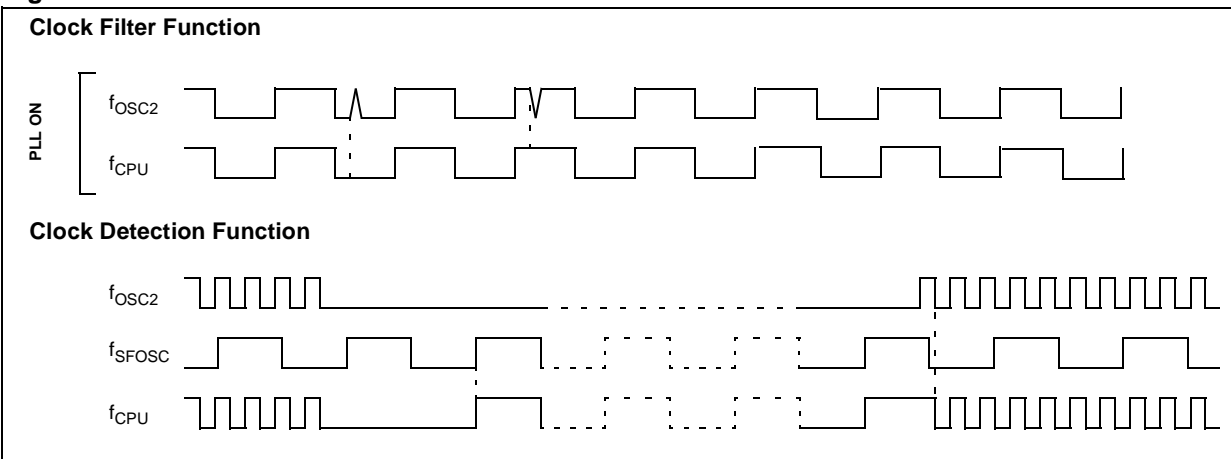 Clock Filter Function
PLL ON
fOSC2
fCPU
Clock Detection Function
fOSC2
fSFOSC
fCPU